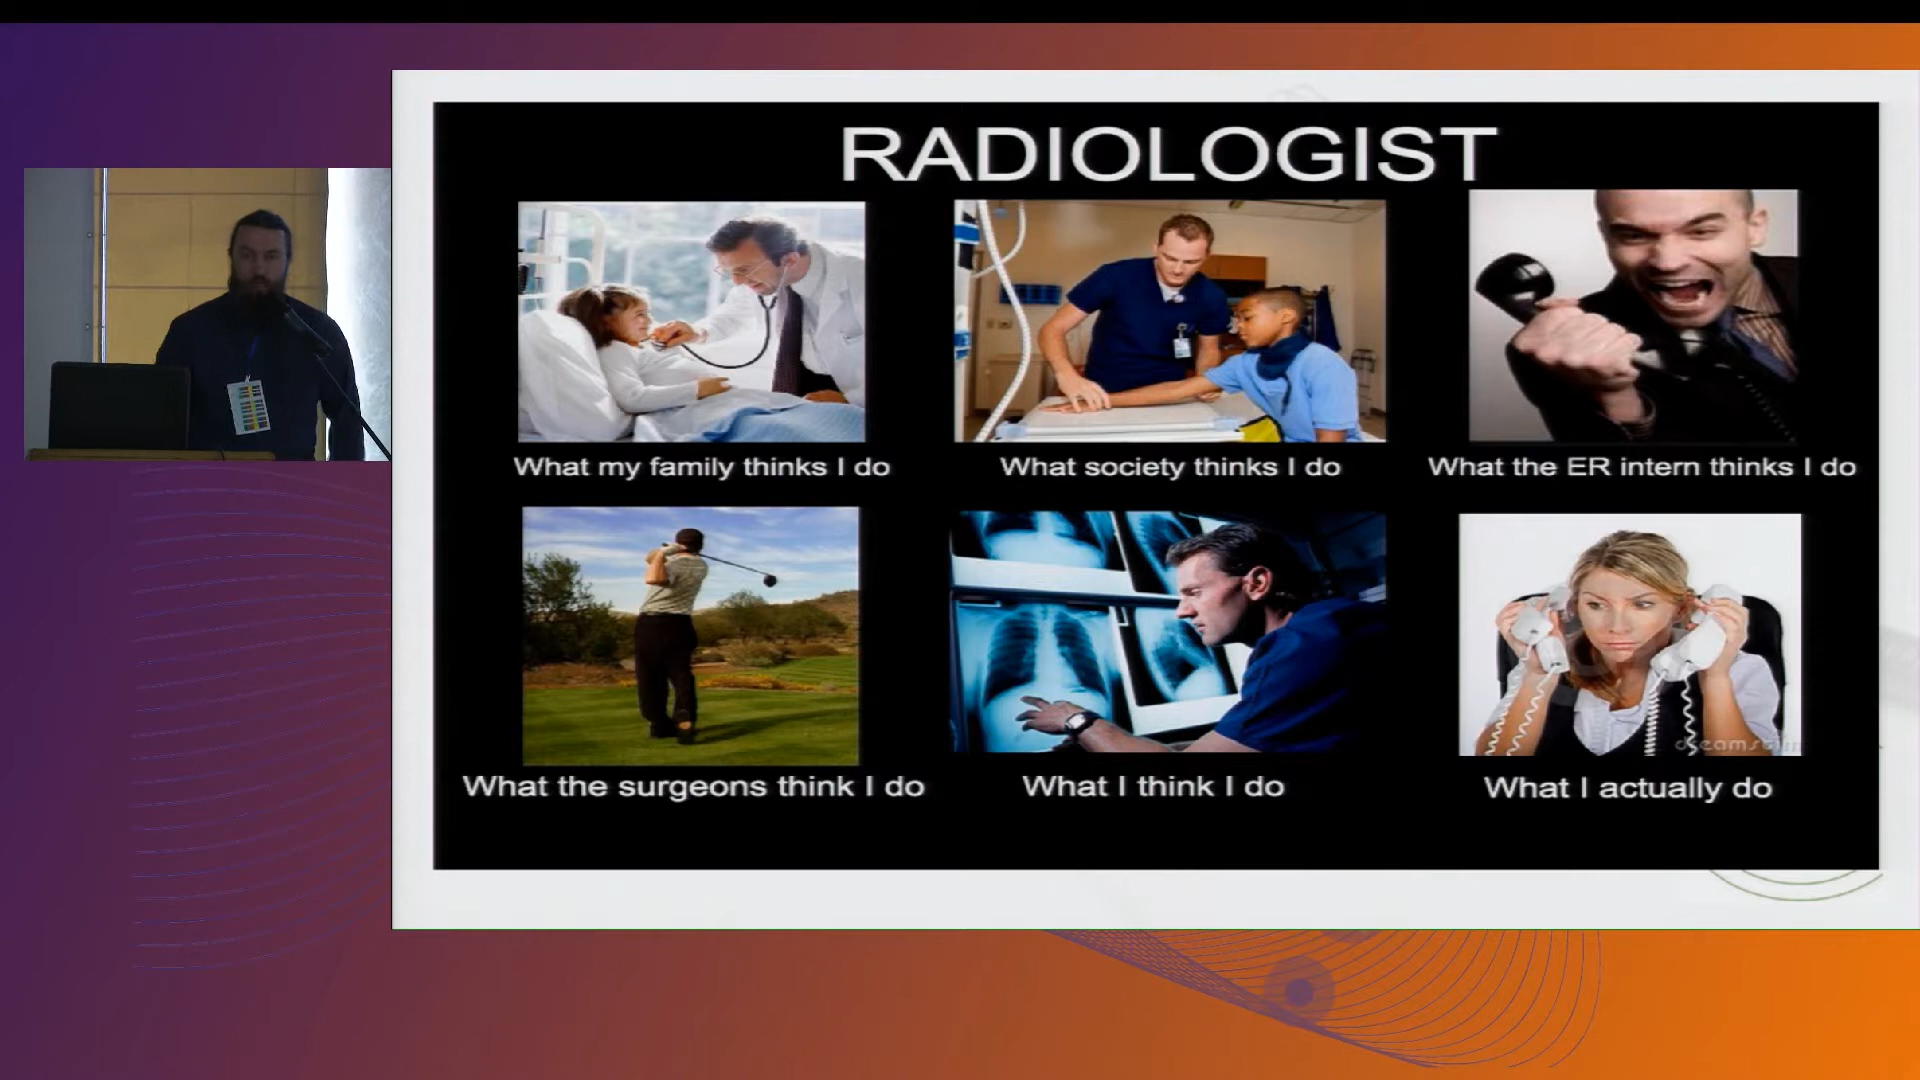 RADIOLOGIST
What my family thinks I do
What society thinks I do
What the ER intern thinks I do
What the surgeons think I do
What I think I do
What I actually do